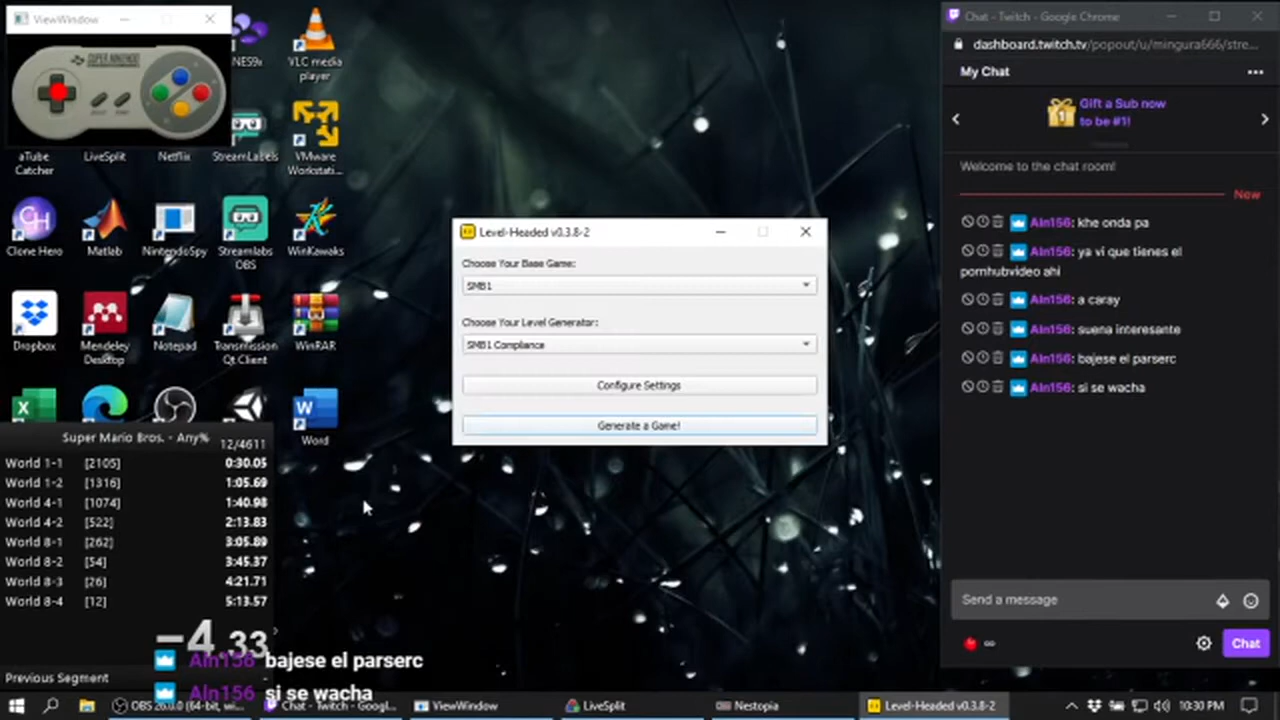 ViewWindow
SUPER NINTENDO
NES9x
VLC media
player
aTube
Catcher
LiveSplit
Netflix
StreamLabels
VMware
Workstati...
Clone Hero
Matlab
NintendoSpy
Streamlabs
OBS
WinKawaks
Dropbox
Mendeley
Desktop
Notepad
Transmission
Qt Client
WinRAR
Word
Super Mario Bros. - Any%
12/4611
World 1-1 [2105] 0:30.05
World 1-2 [1316] 1:05.69
World 4-1 [1074] 1:40.98
World 4-2 [522] 2:13.83
World 8-1 [262] 3:05.89
World 8-2 [54] 3:45.37
World 8-3 [26] 4:21.71
World 8-4 [12] 5:13.57
−4.33
Aln156 bajese el parserc
Previous Segment -
Aln156 si se wacha
Level-Headed v0.3.8-2
Choose Your Base Game:
SMB1
Choose Your Level Generator:
SMB1 Compliance
Configure Settings
Generate a Game!
Chat - Twitch - Google Chrome
dashboard.twitch.tv/popout/u/mingura666/stre...
My Chat
Gift a Sub now
to be #1!
Welcome to the chat room!
New
Aln156: khe onda pa
Aln156: ya vi que tienes el
pornhubvideo ahi
Aln156: a caray
Aln156: suena interesante
Aln156: bajese el parserc
Aln156: si se wacha
Send a message
Chat
OBS 26.0.0 (64-bit, wi...
Chat - Twitch - Googl...
ViewWindow
LiveSplit
Nestopia
Level-Headed v0.3.8-2
10:30 PM